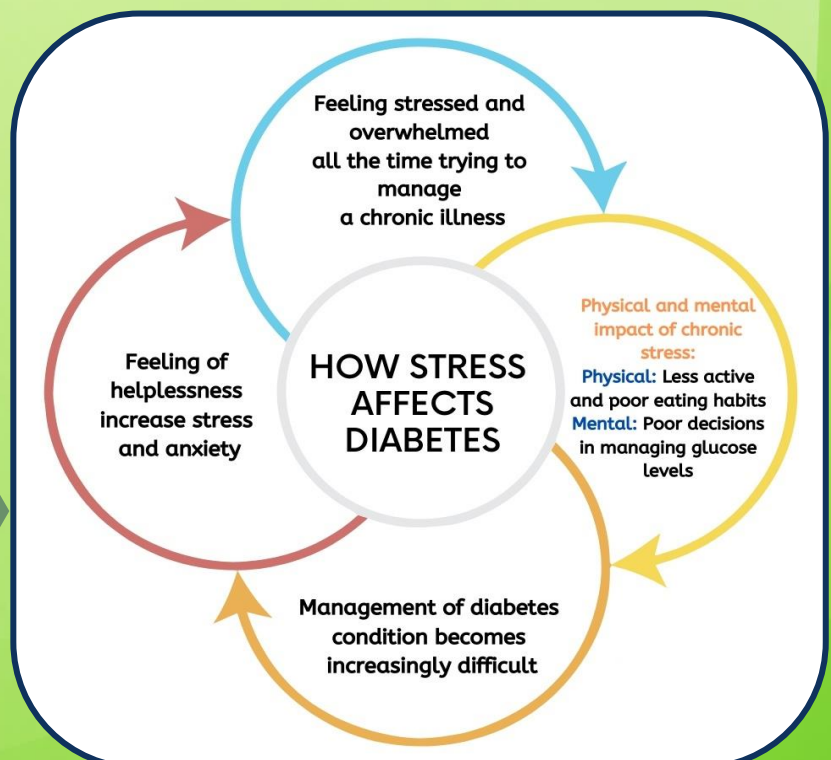 Feeling stressed and
overwhelmed
all the time trying to
manage
a chronic illness
Physical and mental
impact of chronic
stress:
Physical: Less active
and poor eating habits
Mental: Poor decisions
in managing glucose
levels
Management of diabetes
condition becomes
increasingly difficult
Feeling of
helplessness
increase stress
and anxiety
HOW STRESS
AFFECTS
DIABETES